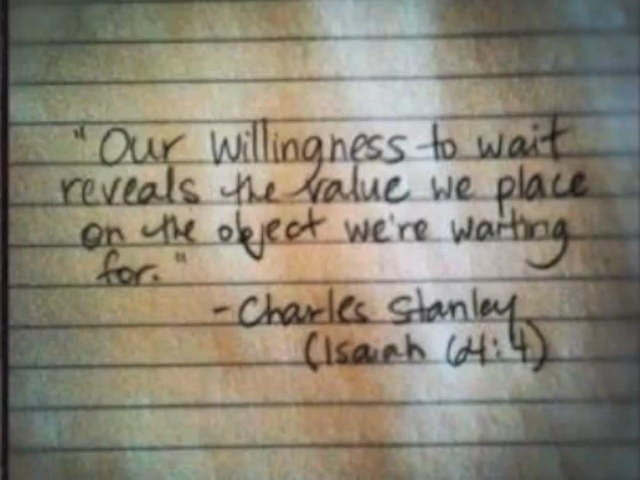 "Our willingness to wait
reveals the value we place
on the object we're waiting
for."
- Charles Stanley
(Isaiah 64:4)